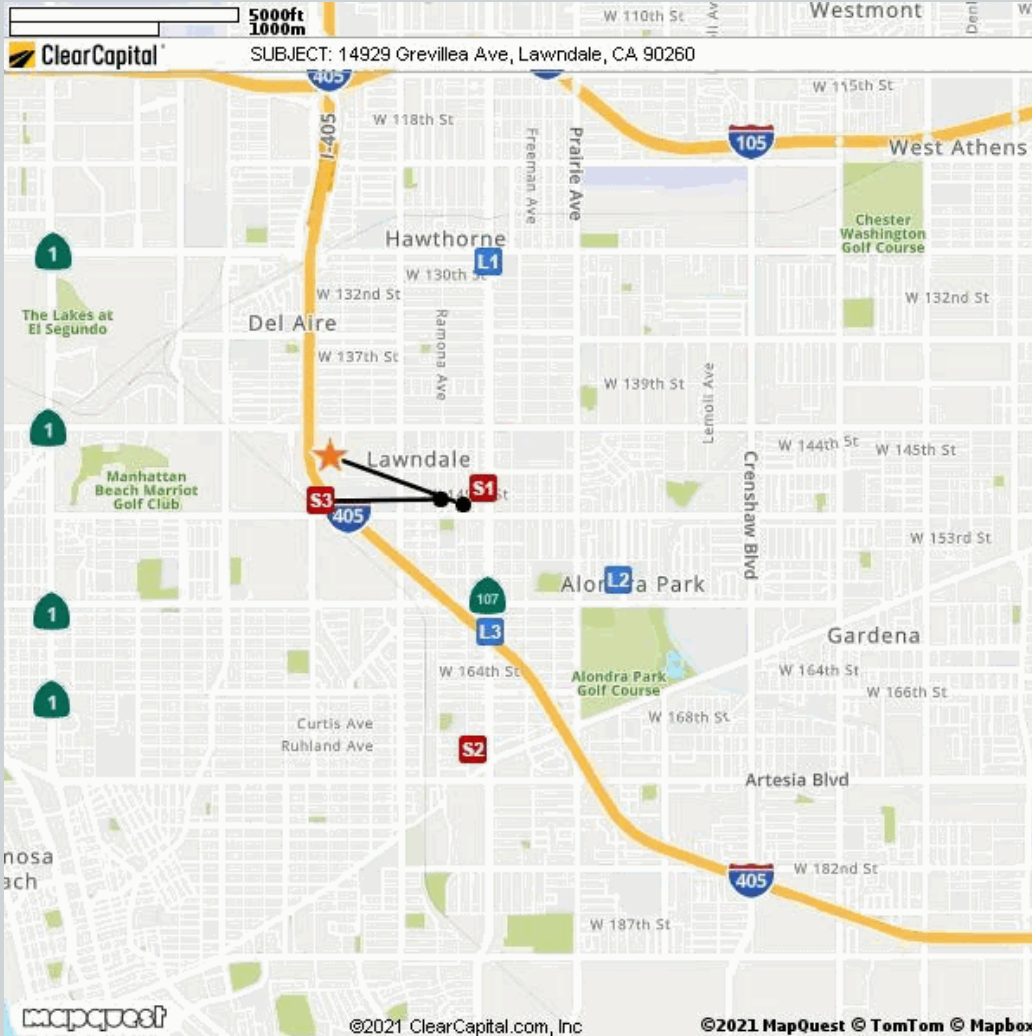 5000ft
1000m
W 110th St
Westmont
ClearCapital
SUBJECT: 14929 Grevillea Ave, Lawndale, CA 90260
405
W 115th St
I-405
W 118th St
Freeman Ave
Prairie Ave
105
West Athens
Chester
Washington
Golf Course
Hawthorne
1
L1
W 130th St
W 132nd St
W 132nd St
The Lakes at
El Segundo
Del Aire
Ramona Ave
W 137th St
W 139th St
Lemoli Ave
1
W 144th St
W 145th St
Lawndale
Crenshaw Blvd
Manhattan
Beach Marriot
Golf Club
S1
S3
405
W 153rd St
Alondra Park
L2
107
1
L3
Gardena
W 164th St
W 164th St
Alondra Park
Golf Course
W 166th St
1
W 168th St
Curtis Ave
Ruhland Ave
S2
Artesia Blvd
mosa
ach
W 182nd St
405
W 187th St
mapquest
©2021 ClearCapital.com, Inc
©2021 MapQuest © TomTom © Mapbox